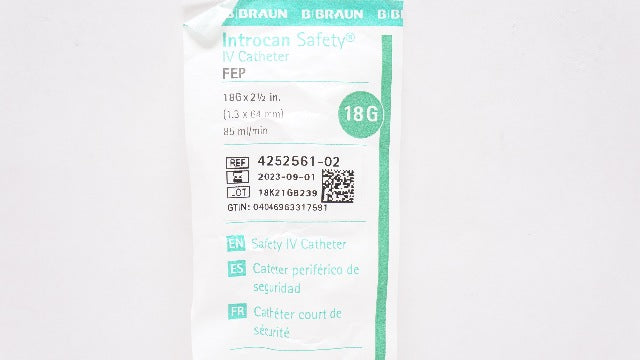 B|BRAUN B|BRAUN B|B
Introcan Safety®
IV Catheter
FEP
18G x 2½ in.
(1.3 x 64 mm)
85 ml/min
18G
REF 4252561-02
2023-09-01
LOT 18K21G8239
GTIN: 04046963317591
EN Safety IV Catheter
ES Catéter periférico de
seguridad
FR Cathéter court de
sécurité